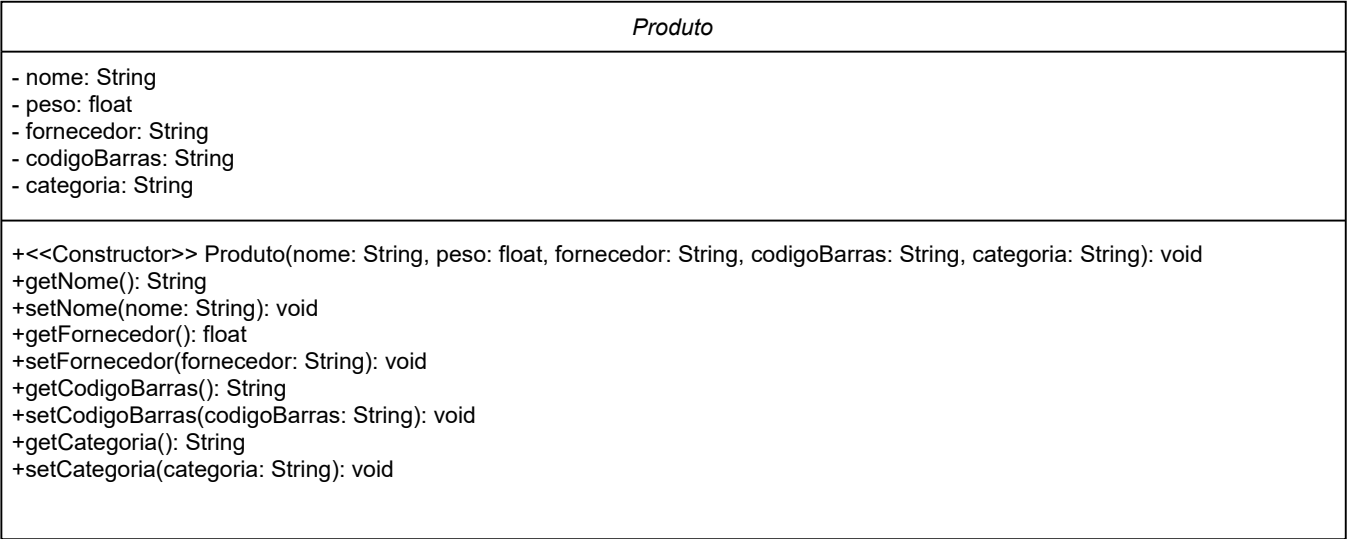 Produto
- nome: String
- peso: float
- fornecedor: String
- codigoBarras: String
- categoria: String
+<<Constructor>> Produto(nome: String, peso: float, fornecedor: String, codigoBarras: String, categoria: String): void
+getNome(): String
+setNome(nome: String): void
+getFornecedor(): float
+setFornecedor(fornecedor: String): void
+getCodigoBarras(): String
+setCodigoBarras(codigoBarras: String): void
+getCategoria(): String
+setCategoria(categoria: String): void